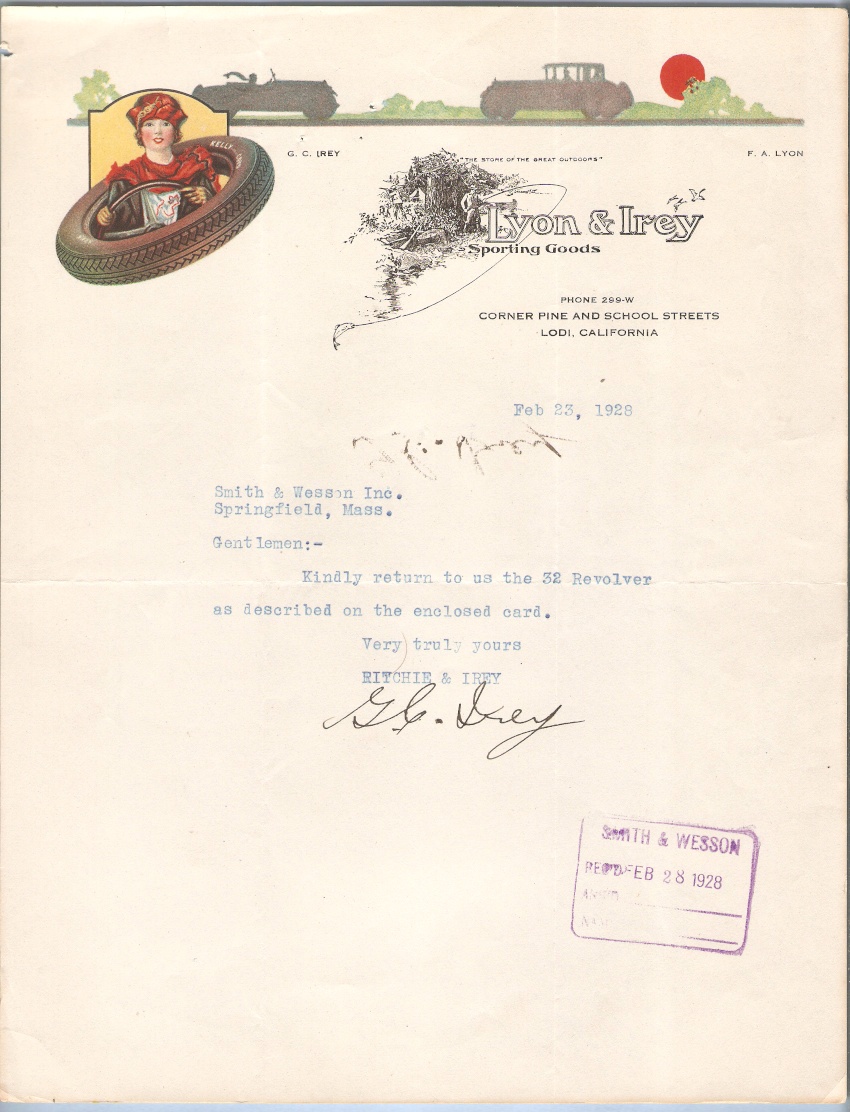 KELLY
G. C. IREY
"THE STORE OF THE GREAT OUTDOORS"
F. A. LYON
Lyon & Irey
Sporting Goods
PHONE 299-W
CORNER PINE AND SCHOOL STREETS
LODI, CALIFORNIA
Feb 23, 1928
Smith & Wesson Inc.
Springfield, Mass.
Gentlemen:-
Kindly return to us the 32 Revolver
as described on the enclosed card.
Very truly yours
RITCHIE & IREY
G.C. Irey
SMITH & WESSON
REC'D FEB 28 1928